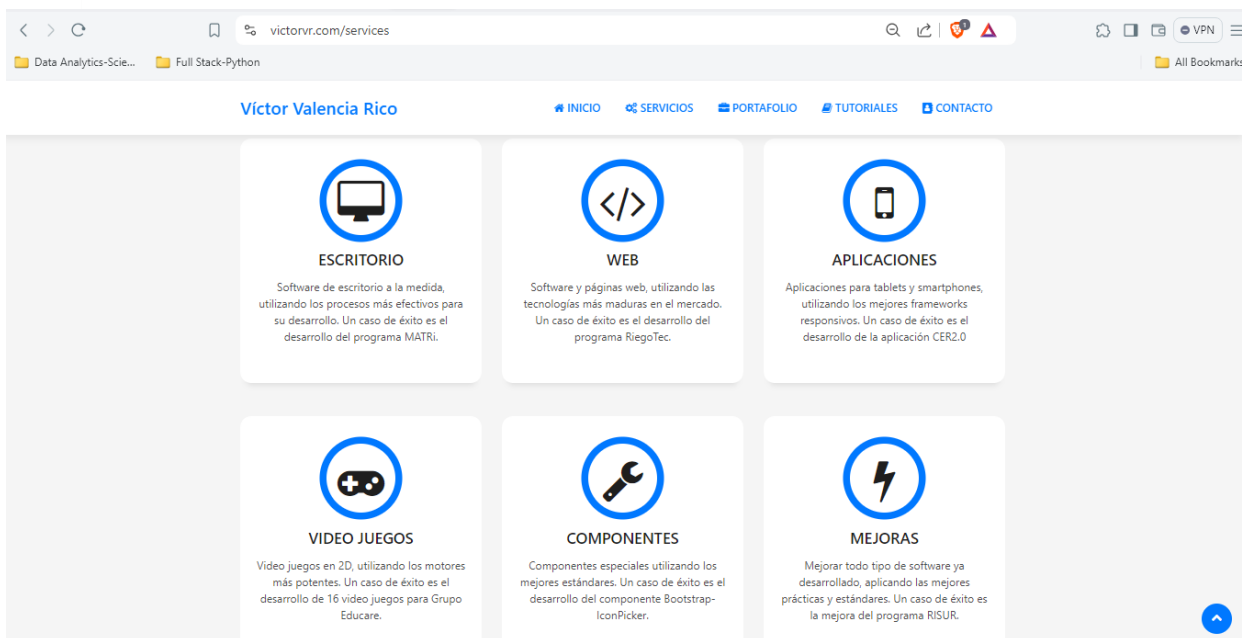 victorvr.com/services
1
VPN
Data Analytics-Scie...
Full Stack-Python
All Bookmarks
Víctor Valencia Rico
INICIO
SERVICIOS
PORTAFOLIO
TUTORIALES
CONTACTO
ESCRITORIO
Software de escritorio a la medida,
utilizando los procesos más efectivos para
su desarrollo. Un caso de éxito es el
desarrollo del programa MATRi.
WEB
Software y páginas web, utilizando las
tecnologías más maduras en el mercado.
Un caso de éxito es el desarrollo del
programa RiegoTec.
APLICACIONES
Aplicaciones para tablets y smartphones,
utilizando los mejores frameworks
responsivos. Un caso de éxito es el
desarrollo de la aplicación CER2.0
VIDEO JUEGOS
Video juegos en 2D, utilizando los motores
más potentes. Un caso de éxito es el
desarrollo de 16 video juegos para Grupo
Educare.
COMPONENTES
Componentes especiales utilizando los
mejores estándares. Un caso de éxito es el
desarrollo del componente Bootstrap-
IconPicker.
MEJORAS
Mejorar todo tipo de software ya
desarrollado, aplicando las mejores
prácticas y estándares. Un caso de éxito es
la mejora del programa RISUR.